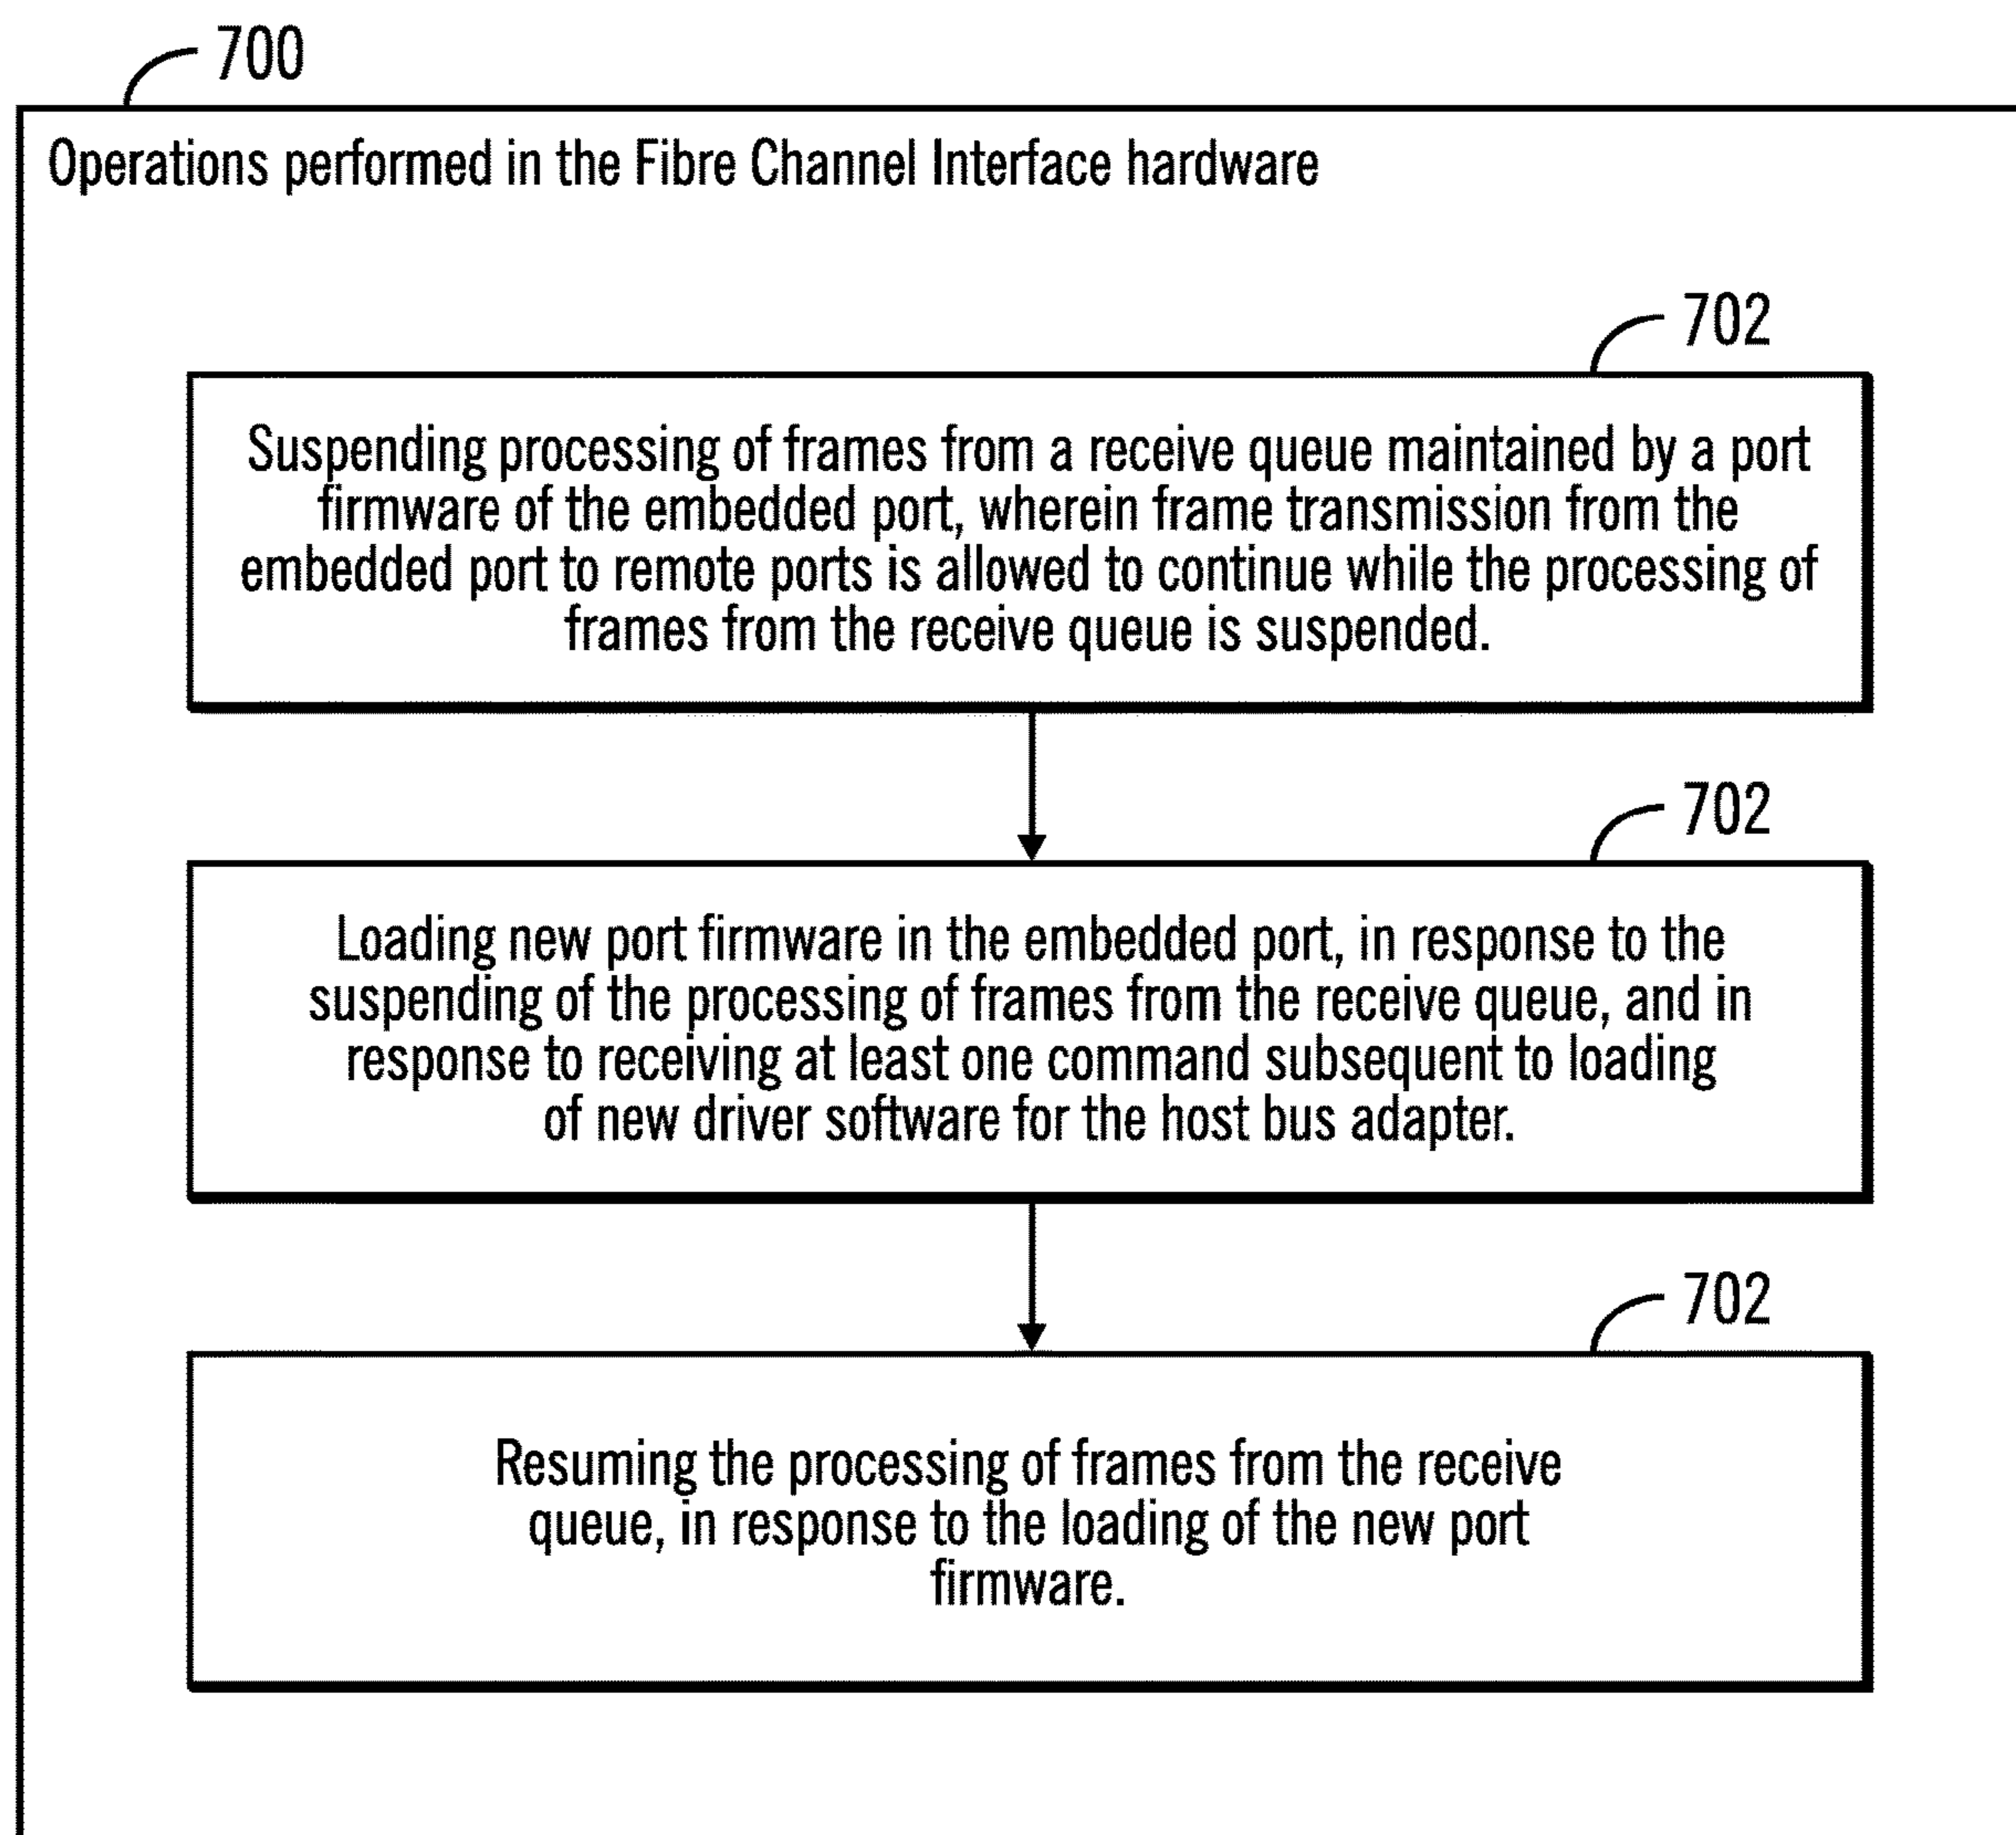 700
Operations performed in the Fibre Channel Interface hardware
702
Suspending processing of frames from a receive queue maintained by a port
firmware of the embedded port, wherein frame transmission from the
embedded port to remote ports is allowed to continue while the processing of
frames from the receive queue is suspended.
702
Loading new port firmware in the embedded port, in response to the
suspending of the processing of frames from the receive queue, and in
response to receiving at least one command subsequent to loading
of new driver software for the host bus adapter.
702
Resuming the processing of frames from the receive
queue, in response to the loading of the new port
firmware.